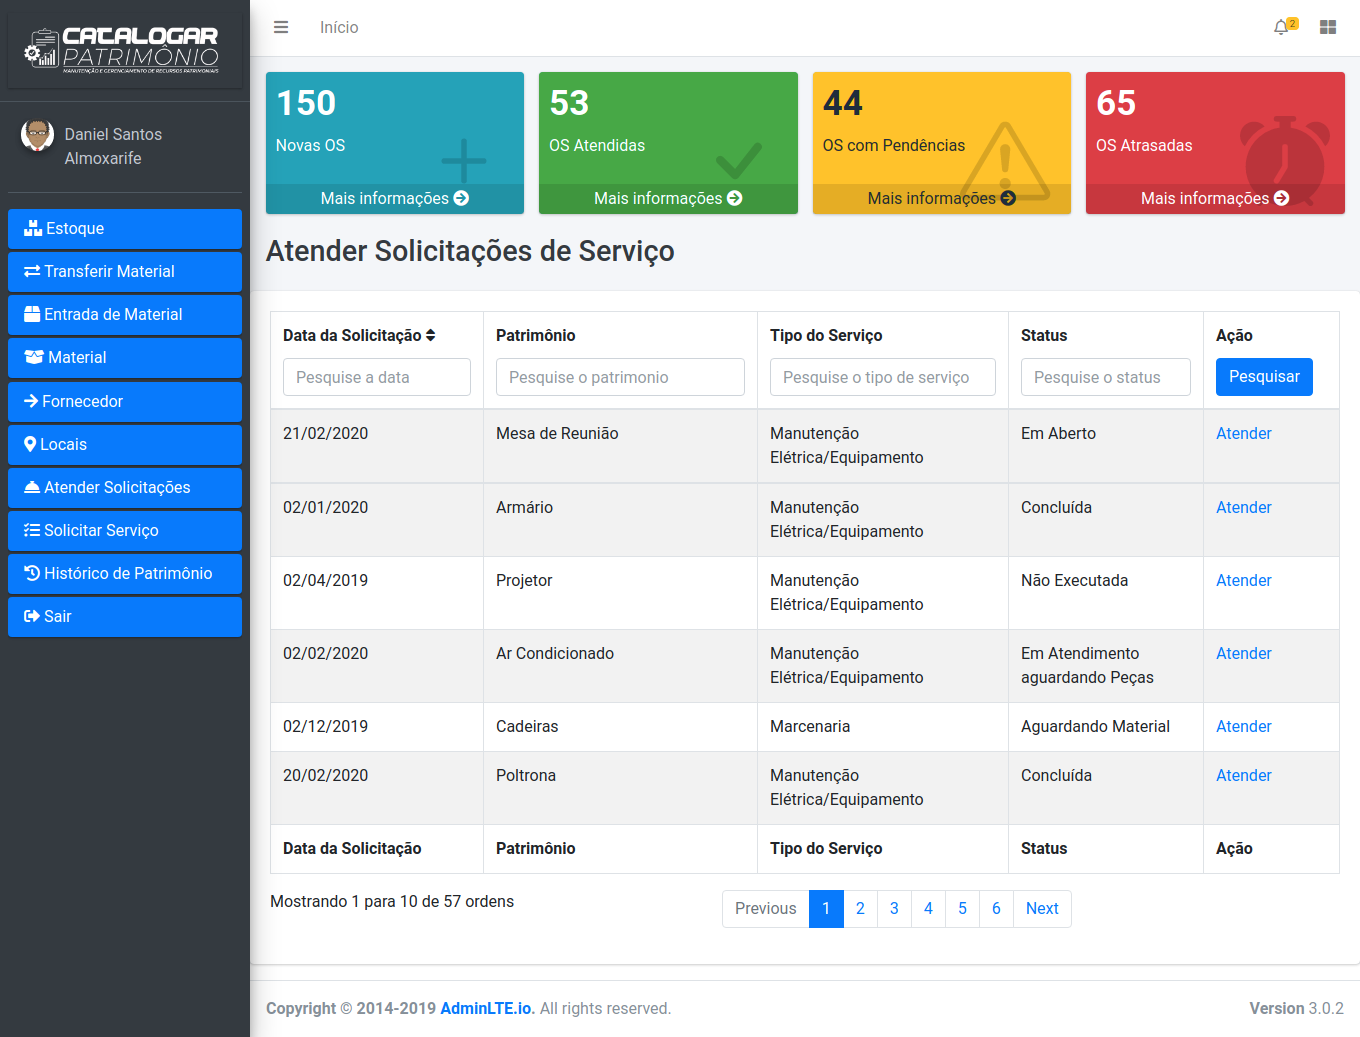 CATALOGAR
PATRIMÔNIO
MANUTENÇÃO E GERENCIAMENTO DE RECURSOS PATRIMONIAIS
Daniel Santos
Almoxarife
Estoque
Transferir Material
Entrada de Material
Material
Fornecedor
Locais
Atender Solicitações
Solicitar Serviço
Histórico de Patrimônio
Sair
Início
2
150
Novas OS
Mais informações
53
OS Atendidas
Mais informações
44
OS com Pendências
Mais informações
65
OS Atrasadas
Mais informações
Atender Solicitações de Serviço
Data da Solicitação Patrimônio Tipo do Serviço Status Ação
Pesquise a data Pesquise o patrimonio Pesquise o tipo de serviço Pesquise o status Pesquisar
21/02/2020 Mesa de Reunião Manutenção Em Aberto Atender
Elétrica/Equipamento
02/01/2020 Armário Manutenção Concluída Atender
Elétrica/Equipamento
02/04/2019 Projetor Manutenção Não Executada Atender
Elétrica/Equipamento
02/02/2020 Ar Condicionado Manutenção Em Atendimento Atender
Elétrica/Equipamento aguardando Peças
02/12/2019 Cadeiras Marcenaria Aguardando Material Atender
20/02/2020 Poltrona Manutenção Concluída Atender
Elétrica/Equipamento
Data da Solicitação Patrimônio Tipo do Serviço Status Ação
Mostrando 1 para 10 de 57 ordens
Previous 1 2 3 4 5 6 Next
Copyright © 2014-2019 AdminLTE.io. All rights reserved.
Version 3.0.2